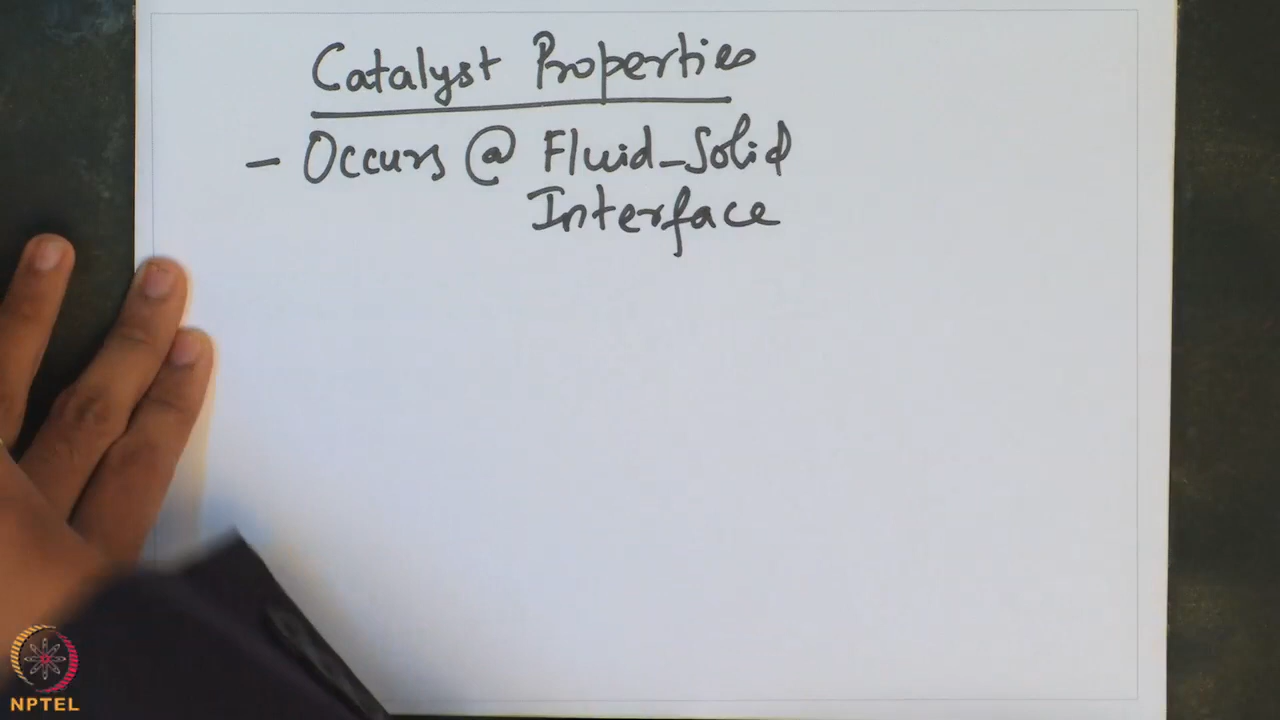 Catalyst Properties
- Occurs @ Fluid-Solid
Interface
NPTEL